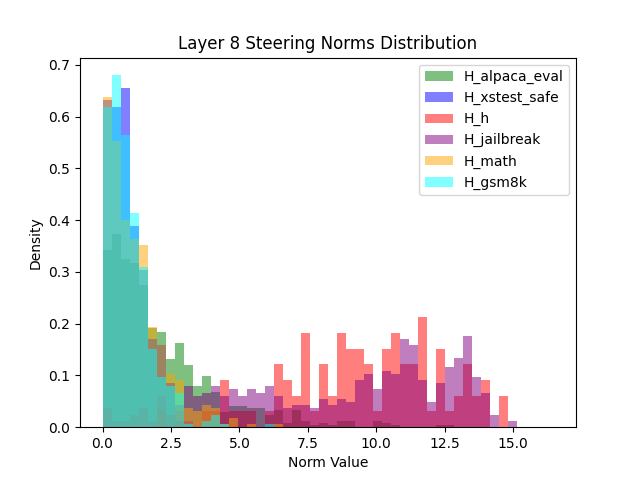 Layer 8 Steering Norms Distribution
0.7
0.6
0.5
0.4
0.3
0.2
0.1
0.0
Density
H_alpaca_eval
H_xstest_safe
H_h
H_jailbreak
H_math
H_gsm8k
0.0 2.5 5.0 7.5 10.0 12.5 15.0
Norm Value